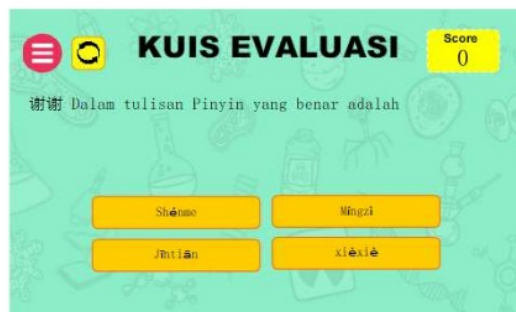 KUIS EVALUASI
Score
0
谢谢 Dalam tulisan Pinyin yang benar adalah
Shénme
Míngzì
Jīntiān
xièxiè